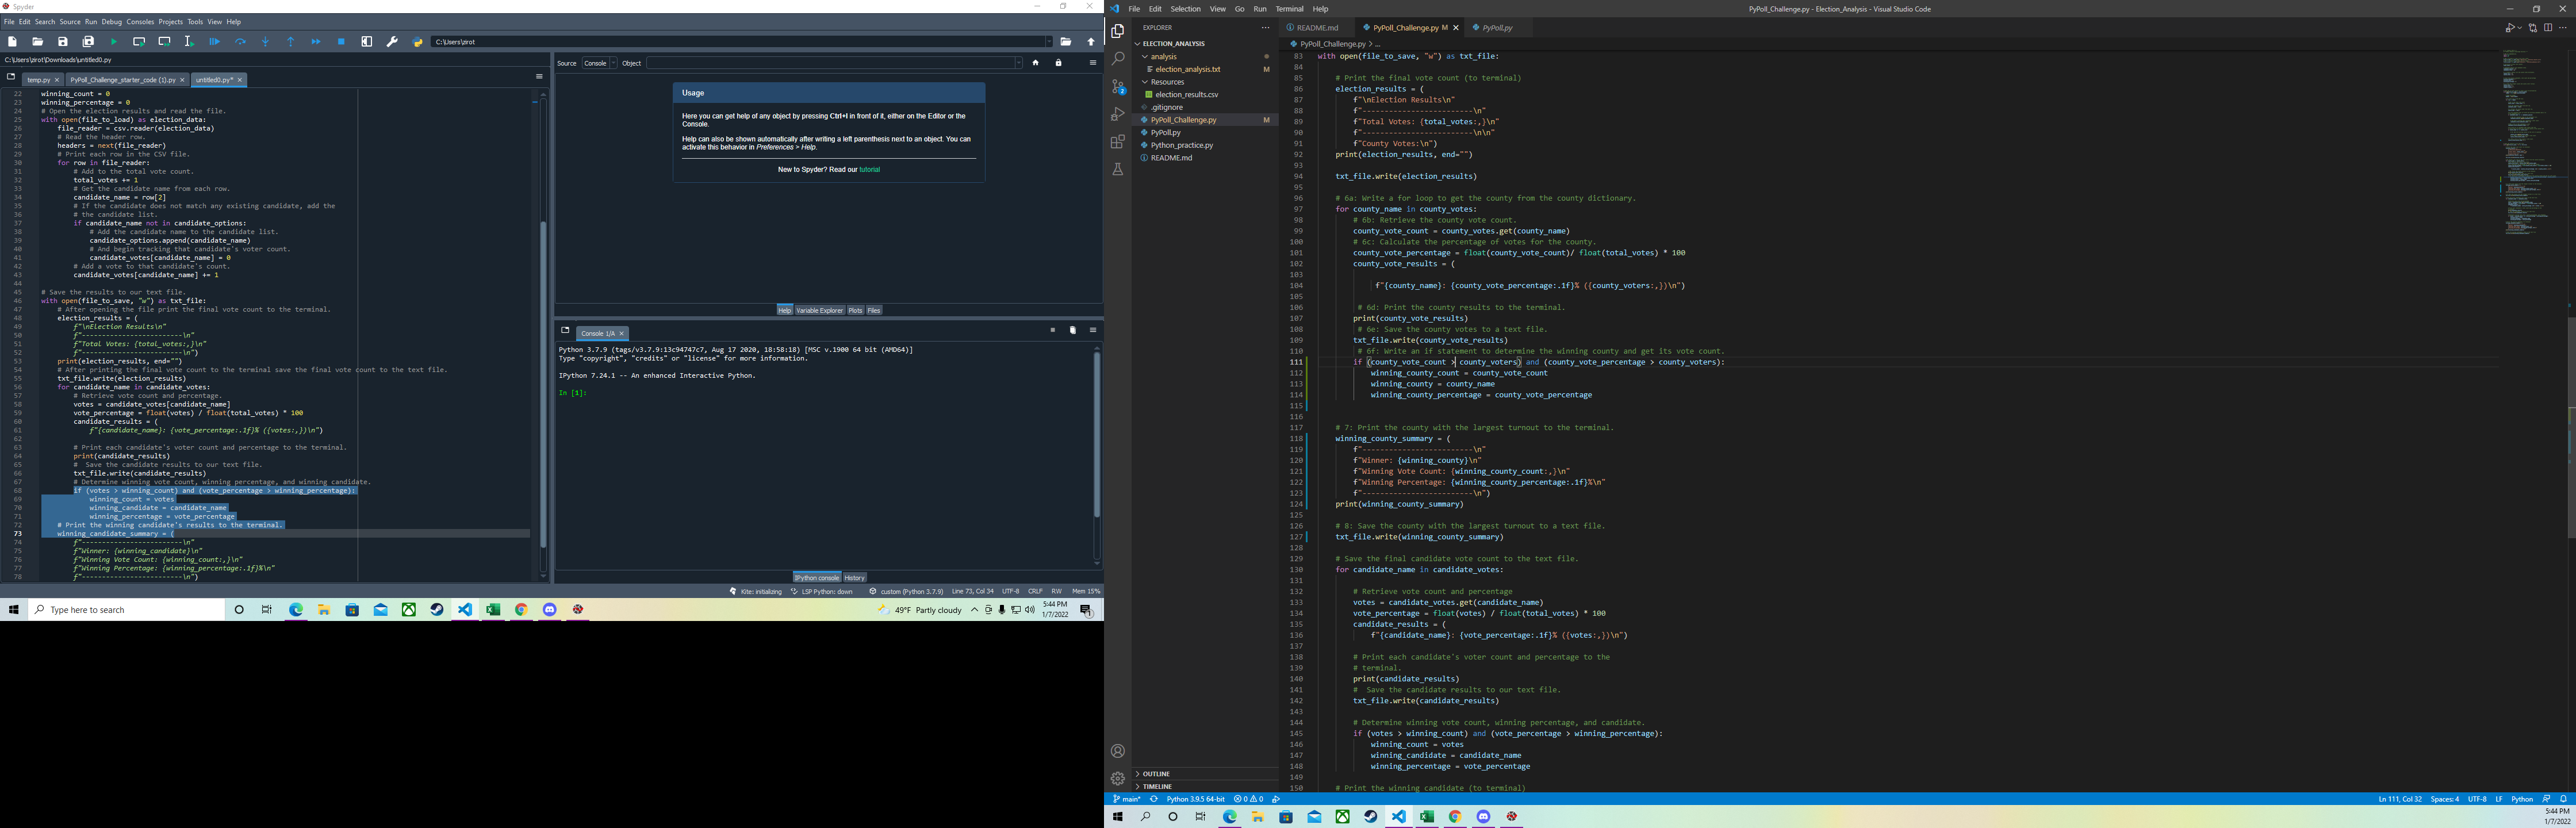 Spyder
File Edit Search Source Run Debug Consoles Projects Tools View Help
C:\Users\zirot
C:\Users\zirot\Downloads\untitled0.py
temp.py
PyPoll_Challenge_starter_code (1).py
untitled0.py*
22 winning_count = 0
23 winning_percentage = 0
24 # Open the election results and read the file.
25 with open(file_to_load) as election_data:
26 file_reader = csv.reader(election_data)
27 # Read the header row.
28 headers = next(file_reader)
29 # Print each row in the CSV file.
30 for row in file_reader:
31 # Add to the total vote count.
32 total_votes += 1
33 # Get the candidate name from each row.
34 candidate_name = row[2]
35 # If the candidate does not match any existing candidate, add the
36 # the candidate list.
37 if candidate_name not in candidate_options:
38 # Add the candidate name to the candidate list.
39 candidate_options.append(candidate_name)
40 # And begin tracking that candidate's voter count.
41 candidate_votes[candidate_name] = 0
42 # Add a vote to that candidate's count.
43 candidate_votes[candidate_name] += 1
44
45 # Save the results to our text file.
46 with open(file_to_save, "w") as txt_file:
47 # After opening the file print the final vote count to the terminal.
48 election_results = (
49 f"\nElection Results\n"
50 f"-------------------------\n"
51 f"Total Votes: {total_votes:,}\n"
52 f"-------------------------\n")
53 print(election_results, end="")
54 # After printing the final vote count to the terminal save the final vote count to the text file.
55 txt_file.write(election_results)
56 for candidate_name in candidate_votes:
57 # Retrieve vote count and percentage.
58 votes = candidate_votes[candidate_name]
59 vote_percentage = float(votes) / float(total_votes) * 100
60 candidate_results = (
61 f"{candidate_name}: {vote_percentage:.1f}% ({votes:,})\n")
62
63 # Print each candidate's voter count and percentage to the terminal.
64 print(candidate_results)
65 #  Save the candidate results to our text file.
66 txt_file.write(candidate_results)
67 # Determine winning vote count, winning percentage, and winning candidate.
68 if (votes > winning_count) and (vote_percentage > winning_percentage):
69 winning_count = votes
70 winning_candidate = candidate_name
71 winning_percentage = vote_percentage
72 # Print the winning candidate's results to the terminal.
73 winning_candidate_summary = (
74 f"-------------------------\n"
75 f"Winner: {winning_candidate}\n"
76 f"Winning Vote Count: {winning_count:,}\n"
77 f"Winning Percentage: {winning_percentage:.1f}%\n"
78 f"-------------------------\n")
Source Console Object
Usage
Here you can get help of any object by pressing Ctrl+I in front of it, either on the Editor or the
Console.
Help can also be shown automatically after writing a left parenthesis next to an object. You can
activate this behavior in Preferences > Help.
New to Spyder? Read our tutorial
Help Variable Explorer Plots Files
Console 1/A
Python 3.7.9 (tags/v3.7.9:13c94747c7, Aug 17 2020, 18:58:18) [MSC v.1900 64 bit (AMD64)]
Type "copyright", "credits" or "license" for more information.
IPython 7.24.1 -- An enhanced Interactive Python.
In [1]:
IPython console History
Kite: initializing LSP Python: down custom (Python 3.7.9) Line 73, Col 34 UTF-8 CRLF RW Mem 15%
Type here to search
49°F Partly cloudy
5:44 PM
1/7/2022
1
File Edit Selection View Go Run Terminal Help
PyPoll_Challenge.py - Election_Analysis - Visual Studio Code
EXPLORER
ELECTION_ANALYSIS
analysis
election_analysis.txt M
Resources
election_results.csv
.gitignore
PyPoll_Challenge.py M
PyPoll.py
Python_practice.py
README.md
2
OUTLINE
TIMELINE
README.md
PyPoll_Challenge.py M
PyPoll.py
PyPoll_Challenge.py > ...
83 with open(file_to_save, "w") as txt_file:
84
85 # Print the final vote count (to terminal)
86 election_results = (
87 f"\nElection Results\n"
88 f"-------------------------\n"
89 f"Total Votes: {total_votes:,}\n"
90 f"-------------------------\n\n"
91 f"County Votes:\n")
92 print(election_results, end="")
93
94 txt_file.write(election_results)
95
96 # 6a: Write a for loop to get the county from the county dictionary.
97 for county_name in county_votes:
98 # 6b: Retrieve the county vote count.
99 county_vote_count = county_votes.get(county_name)
100 # 6c: Calculate the percentage of votes for the county.
101 county_vote_percentage = float(county_vote_count)/ float(total_votes) * 100
102 county_vote_results = (
103
104 f"{county_name}: {county_vote_percentage:.1f}% ({county_voters:,})\n")
105
106 # 6d: Print the county results to the terminal.
107 print(county_vote_results)
108 # 6e: Save the county votes to a text file.
109 txt_file.write(county_vote_results)
110 # 6f: Write an if statement to determine the winning county and get its vote count.
111 if (county_vote_count > county_voters) and (county_vote_percentage > county_voters):
112 winning_county_count = county_vote_count
113 winning_county = county_name
114 winning_county_percentage = county_vote_percentage
115
116
117 # 7: Print the county with the largest turnout to the terminal.
118 winning_county_summary = (
119 f"-------------------------\n"
120 f"Winner: {winning_county}\n"
121 f"Winning Vote Count: {winning_county_count:,}\n"
122 f"Winning Percentage: {winning_county_percentage:.1f}%\n"
123 f"-------------------------\n")
124 print(winning_county_summary)
125
126 # 8: Save the county with the largest turnout to a text file.
127 txt_file.write(winning_county_summary)
128
129 # Save the final candidate vote count to the text file.
130 for candidate_name in candidate_votes:
131
132 # Retrieve vote count and percentage
133 votes = candidate_votes.get(candidate_name)
134 vote_percentage = float(votes) / float(total_votes) * 100
135 candidate_results = (
136 f"{candidate_name}: {vote_percentage:.1f}% ({votes:,})\n")
137
138 # Print each candidate's voter count and percentage to the
139 # terminal.
140 print(candidate_results)
141 #  Save the candidate results to our text file.
142 txt_file.write(candidate_results)
143
144 # Determine winning vote count, winning percentage, and candidate.
145 if (votes > winning_count) and (vote_percentage > winning_percentage):
146 winning_count = votes
147 winning_candidate = candidate_name
148 winning_percentage = vote_percentage
149
150 # Print the winning candidate (to terminal)
main* Python 3.9.5 64-bit 0 0 Ln 111, Col 32 Spaces: 4 UTF-8 LF Python
5:44 PM
1/7/2022